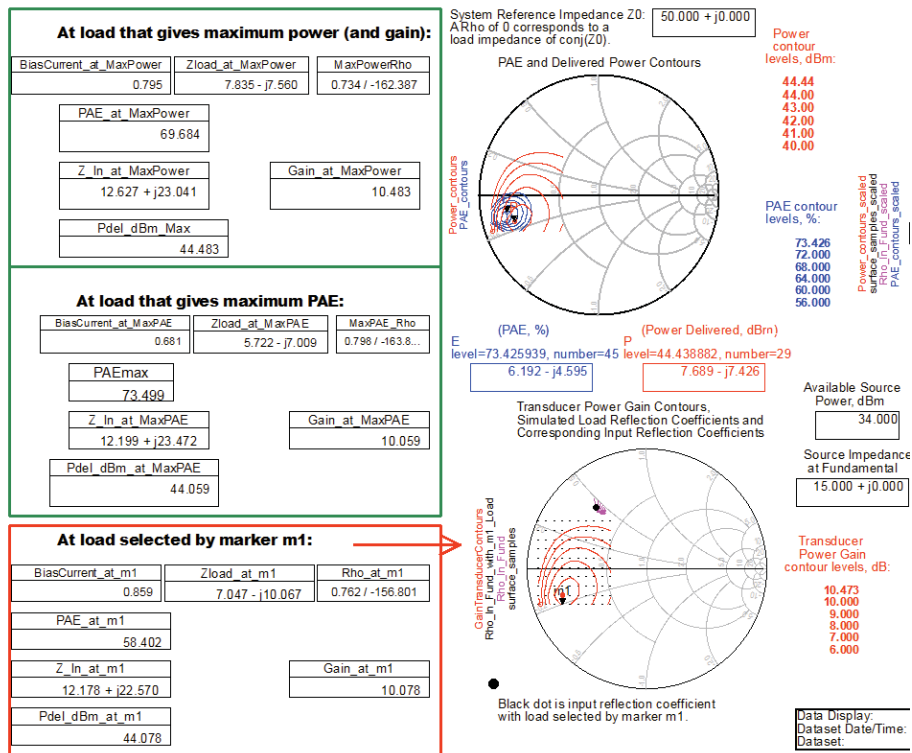 At load that gives maximum power (and gain):
BiasCurrent_at_MaxPower
0.795
Zload_at_MaxPower
7.835 - j7.560
MaxPowerRho
0.734 / -162.387
PAE_at_MaxPower
69.684
Z_In_at_MaxPower
12.627 + j23.041
Gain_at_MaxPower
10.483
Pdel_dBm_Max
44.483
At load that gives maximum PAE:
BiasCurrent_at_MaxPAE
0.681
Zload_at_MaxPAE
5.722 - j7.009
MaxPAE_Rho
0.798 / -163.8...
PAEmax
73.499
Z_In_at_MaxPAE
12.199 + j23.472
Gain_at_MaxPAE
10.059
Pdel_dBm_at_MaxPAE
44.059
At load selected by marker m1:
BiasCurrent_at_m1
0.859
Zload_at_m1
7.047 - j10.067
Rho_at_m1
0.762 / -156.801
PAE_at_m1
58.402
Z_In_at_m1
12.178 + j22.570
Gain_at_m1
10.078
Pdel_dBm_at_m1
44.078
System Reference Impedance Z0:
A Rho of 0 corresponds to a
load impedance of conj(Z0).
50.000 + j0.000
PAE and Delivered Power Contours
Power_contours
PAE_contours
Power
contour
levels, dBm:
44.44
44.00
43.00
42.00
41.00
40.00
PAE contour
levels, %:
73.426
72.000
68.000
64.000
60.000
56.000
Power_contours_scaled
surface_samples_scaled
Rho_In_Fund_scaled
PAE_contours_scaled
(PAE, %)
E
level=73.425939, number=45
6.192 - j4.595
(Power Delivered, dBm)
P
level=44.438882, number=29
7.689 - j7.426
Transducer Power Gain Contours,
Simulated Load Reflection Coefficients and
Corresponding Input Reflection Coefficients
Available Source
Power, dBm
34.000
Source Impedance
at Fundamental
15.000 + j0.000
GainTransducerContours
Rho_In_Fund_with_m1_Load
Rho_In_Fund
surface_samples
m1
Transducer
Power Gain
contour levels, dB:
10.473
10.000
9.000
8.000
7.000
6.000
Black dot is input reflection coefficient
with load selected by marker m1.
Data Display:
Dataset Date/Time:
Dataset: